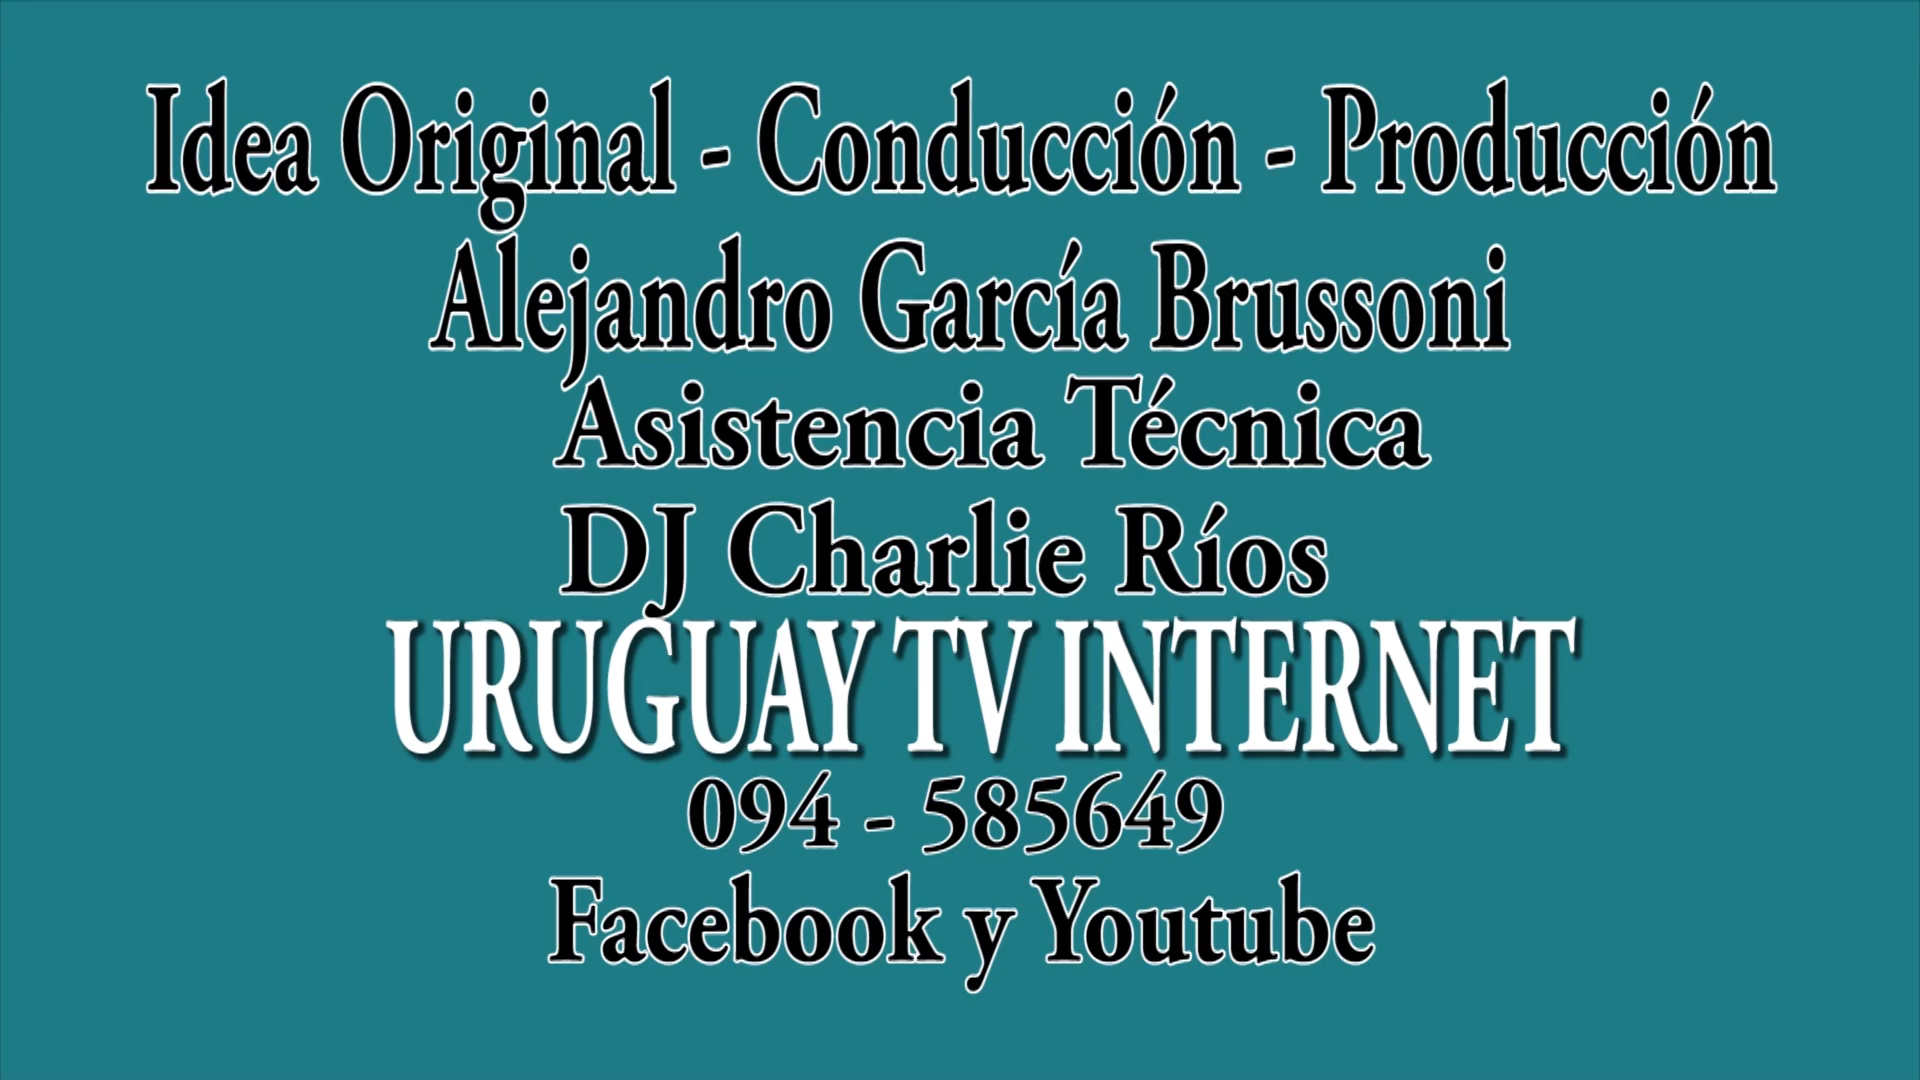 Idea Original - Conducción - Producción
Alejandro García Brussoni
Asistencia Técnica
DJ Charlie Ríos
URUGUAY TV INTERNET
094 - 585649
Facebook y Youtube